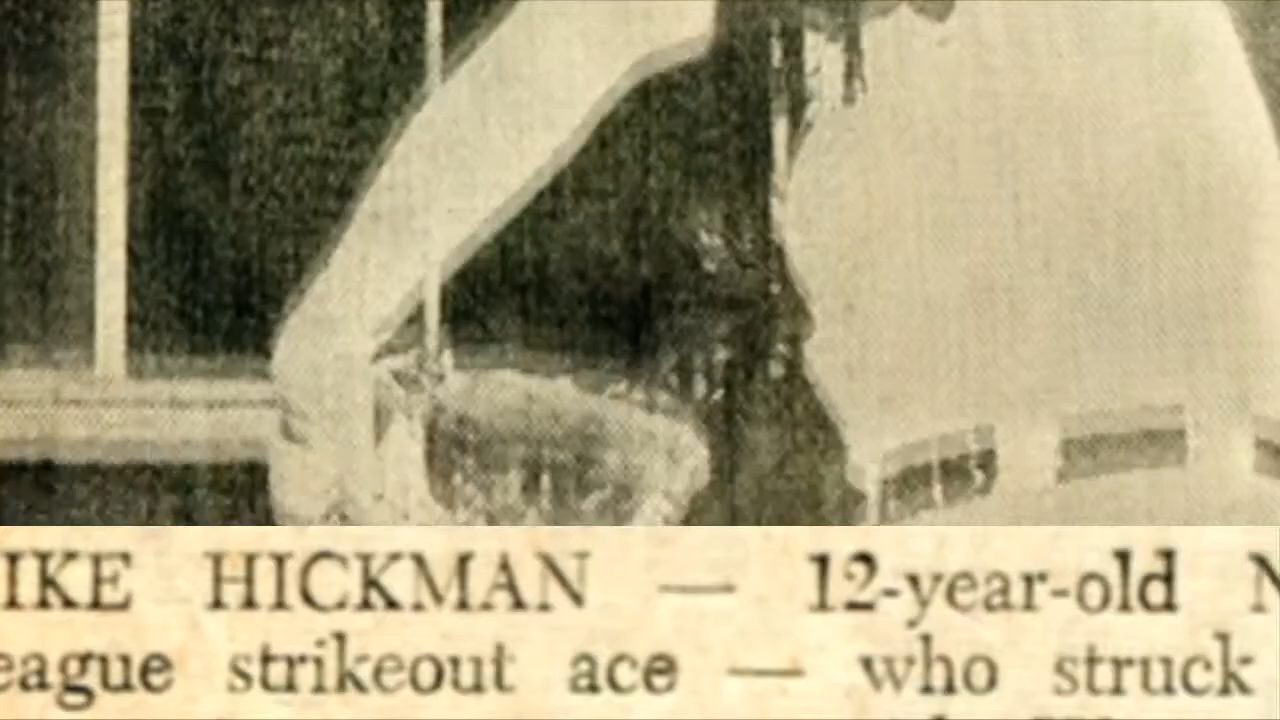 IKE HICKMAN — 12-year-old N
eague strikeout ace — who struck